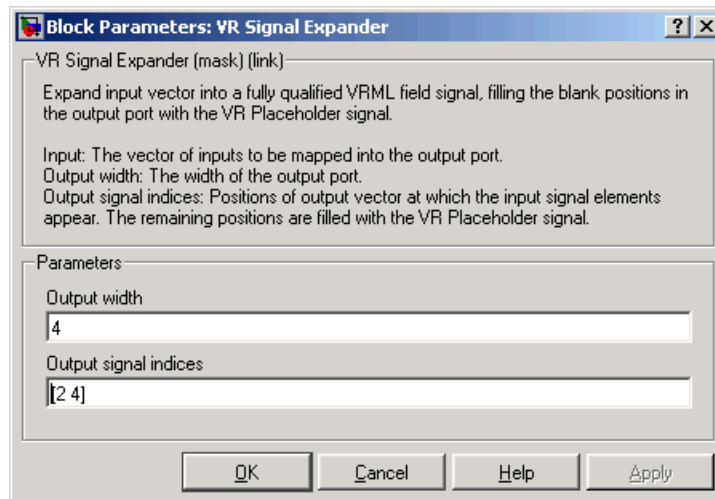 Block Parameters: VR Signal Expander
VR Signal Expander (mask) (link)
Expand input vector into a fully qualified VRML field signal, filling the blank positions in
the output port with the VR Placeholder signal.
Input: The vector of inputs to be mapped into the output port.
Output width: The width of the output port.
Output signal indices: Positions of output vector at which the input signal elements
appear. The remaining positions are filled with the VR Placeholder signal.
Parameters
Output width
4
Output signal indices
[2 4]
OK Cancel Help Apply